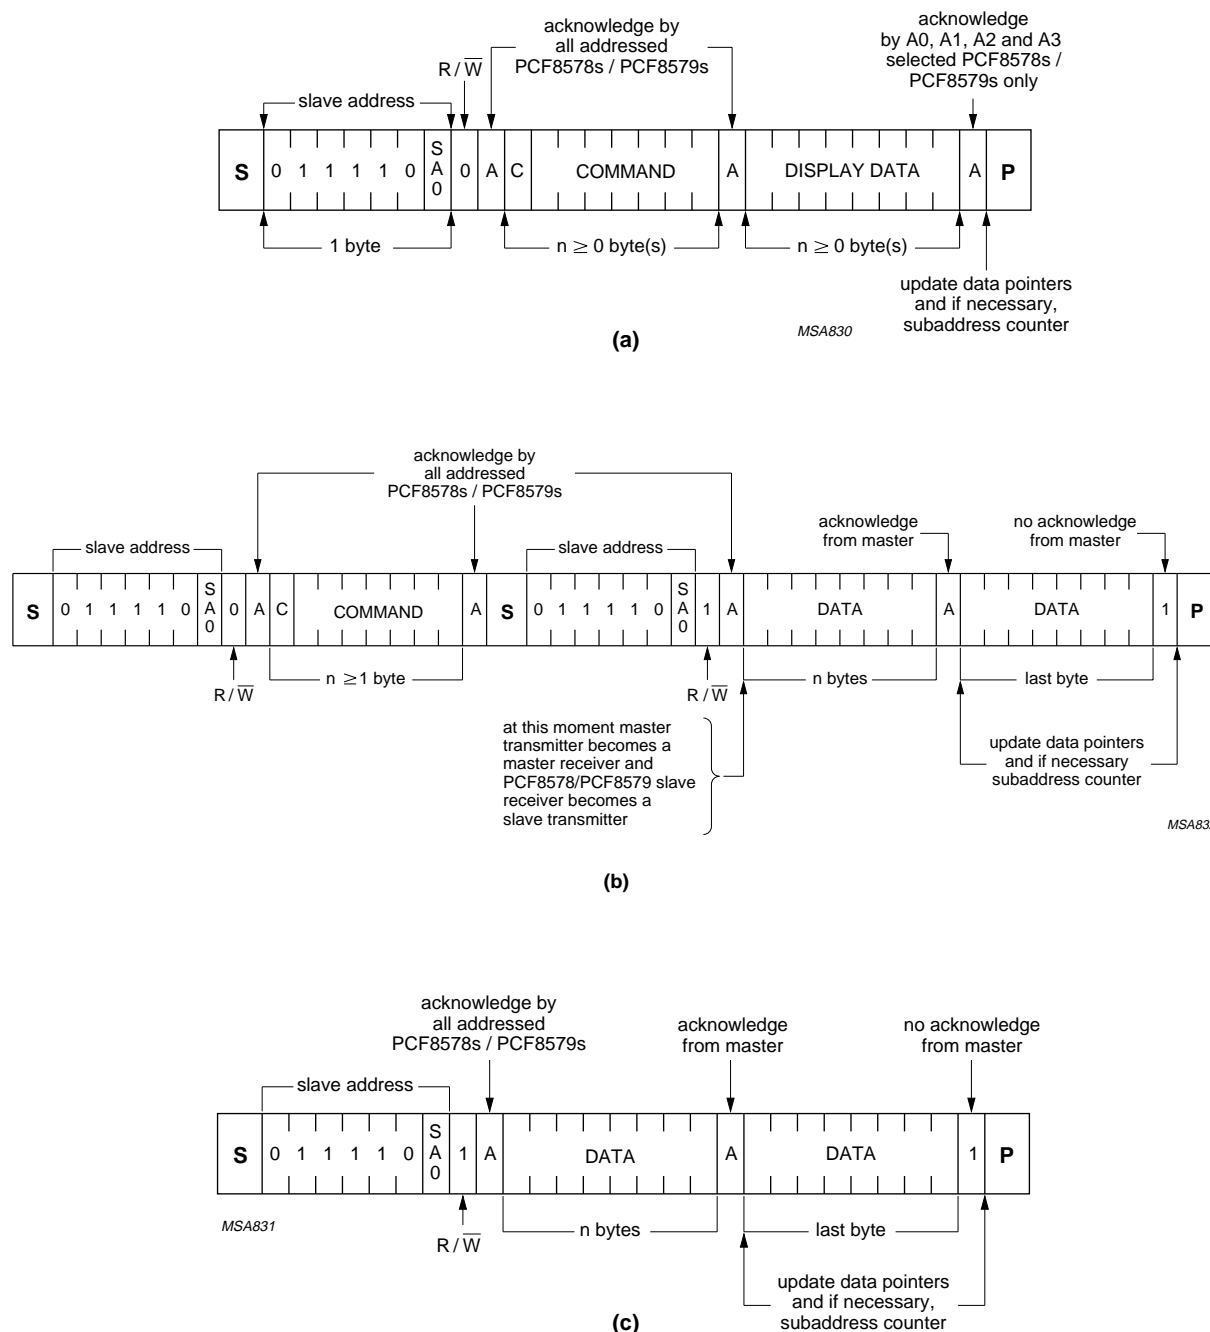 acknowledge by
all addressed
PCF8578s / PCF8579s
acknowledge
by A0, A1, A2 and A3
selected PCF8578s /
PCF8579s only
R / W
slave address
S 0 1 1 1 1 0 SA0 0 A C COMMAND A DISPLAY DATA A P
1 byte
n ≥ 0 byte(s)
n ≥ 0 byte(s)
update data pointers
and if necessary,
subaddress counter
MSA830
(a)
acknowledge by
all addressed
PCF8578s / PCF8579s
acknowledge
from master
no acknowledge
from master
slave address
slave address
S 0 1 1 1 1 0 SA0 0 A C COMMAND A S 0 1 1 1 1 0 SA0 1 A DATA A DATA 1 P
R / W
n ≥1 byte
R / W
n bytes
last byte
at this moment master
transmitter becomes a
master receiver and
PCF8578/PCF8579 slave
receiver becomes a
slave transmitter
update data pointers
and if necessary
subaddress counter
(b)
acknowledge by
all addressed
PCF8578s / PCF8579s
acknowledge
from master
no acknowledge
from master
slave address
S 0 1 1 1 1 0 SA0 1 A DATA A DATA 1 P
MSA831
R / W
n bytes
last byte
update data pointers
and if necessary,
subaddress counter
(c)